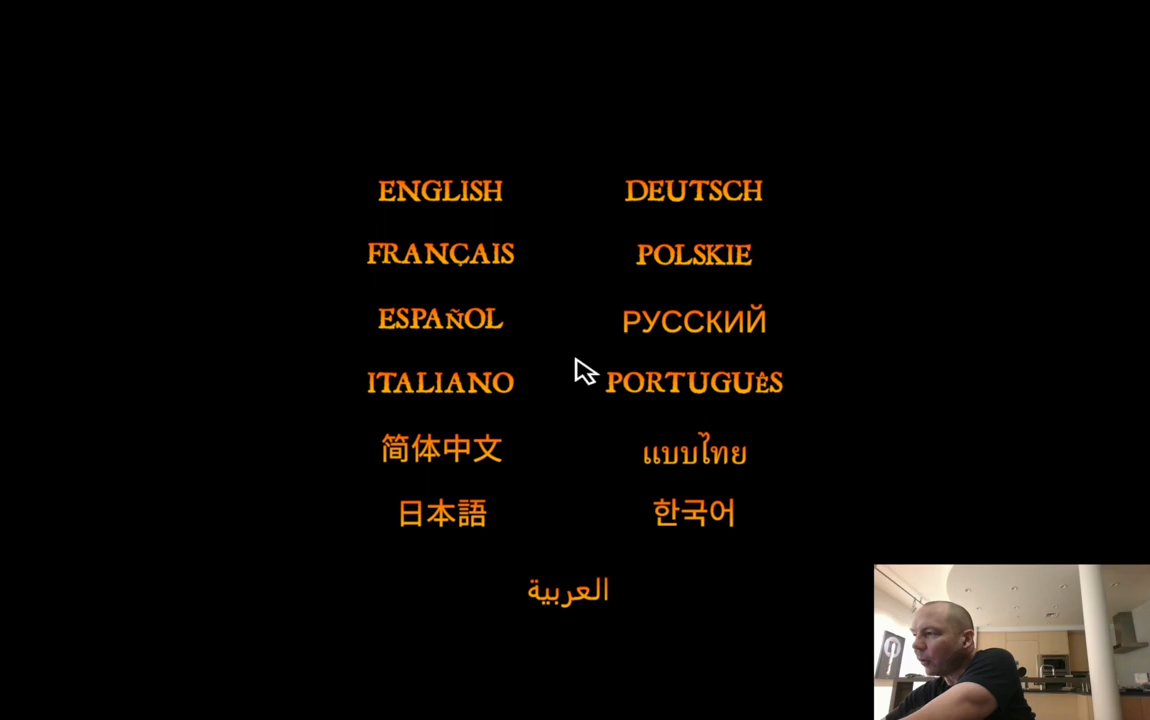 ENGLISH DEUTSCH
FRANÇAIS POLSKIE
ESPAÑOL РУССКИЙ
ITALIANO PORTUGUÊS
简体中文 แบบไทย
日本語 한국어
العربية